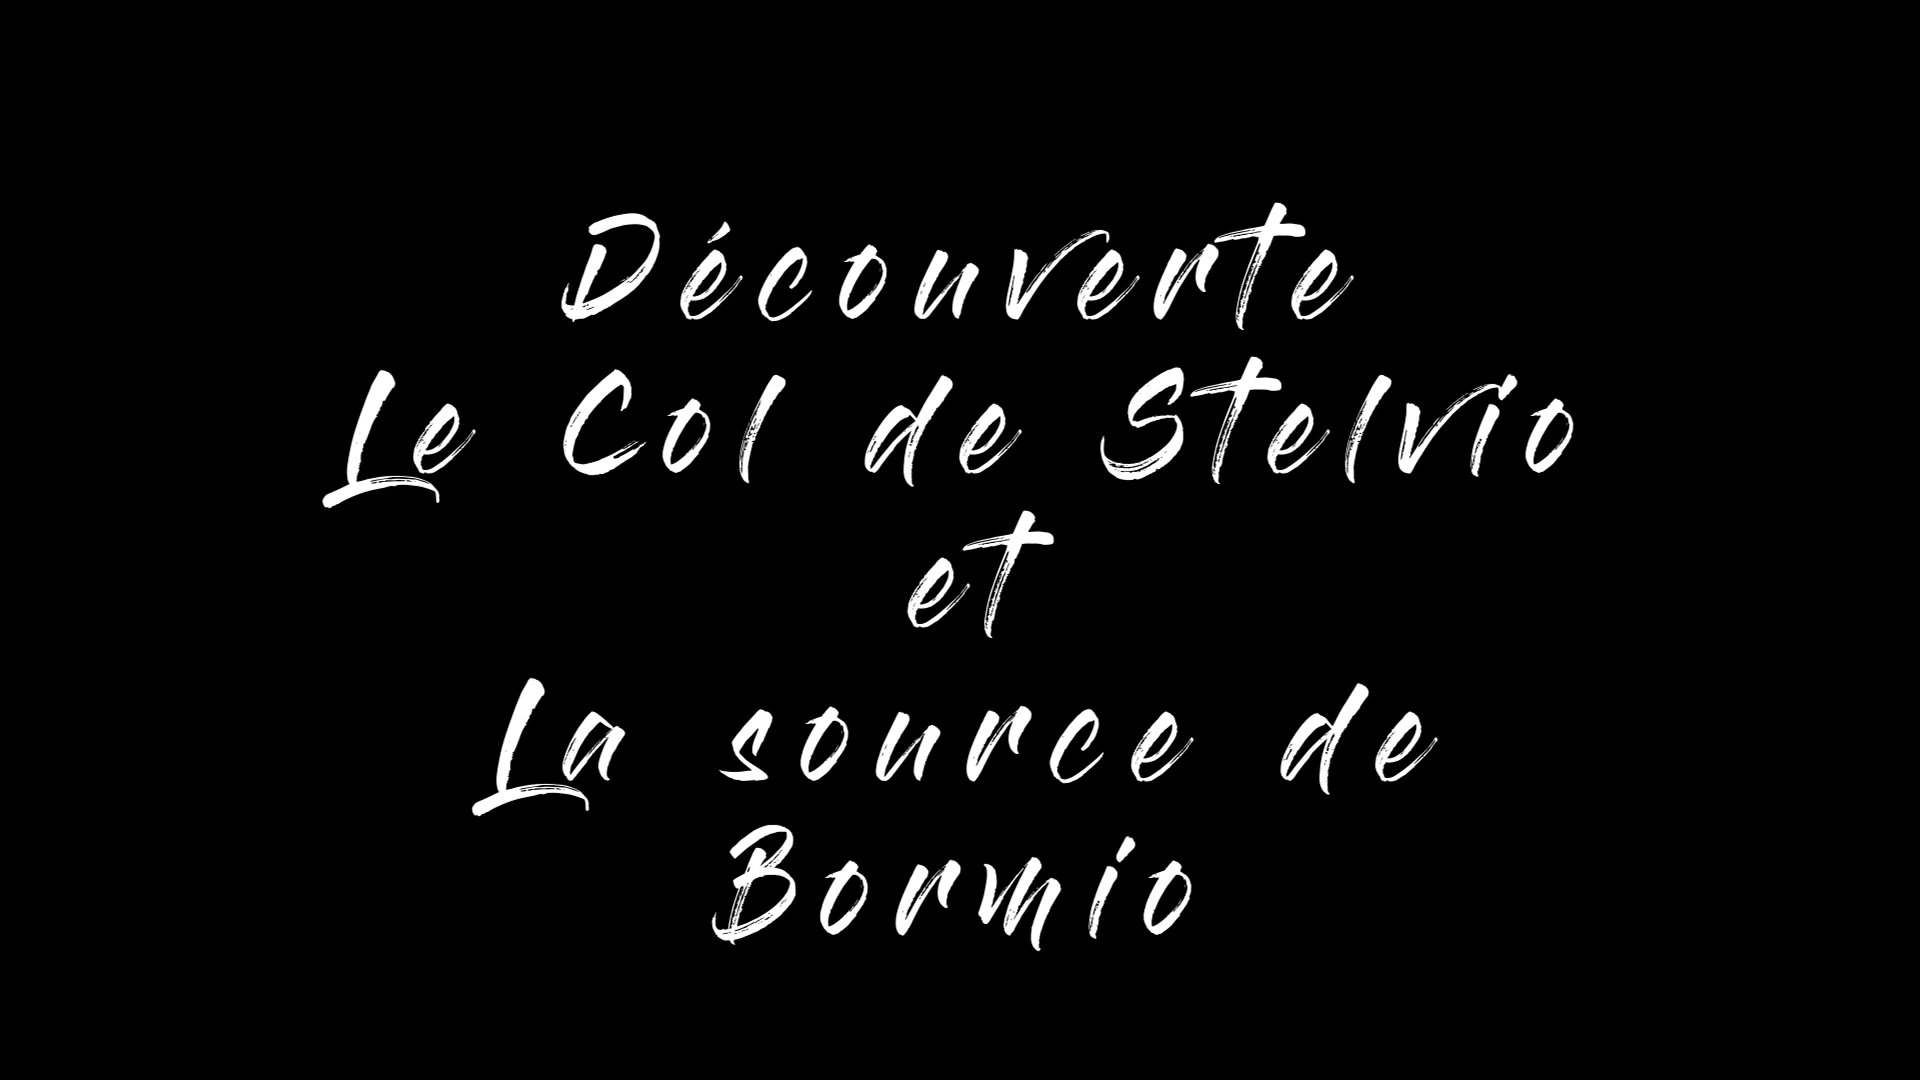 Découverte
Le Col de Stelvio
et
La source de
Bormio